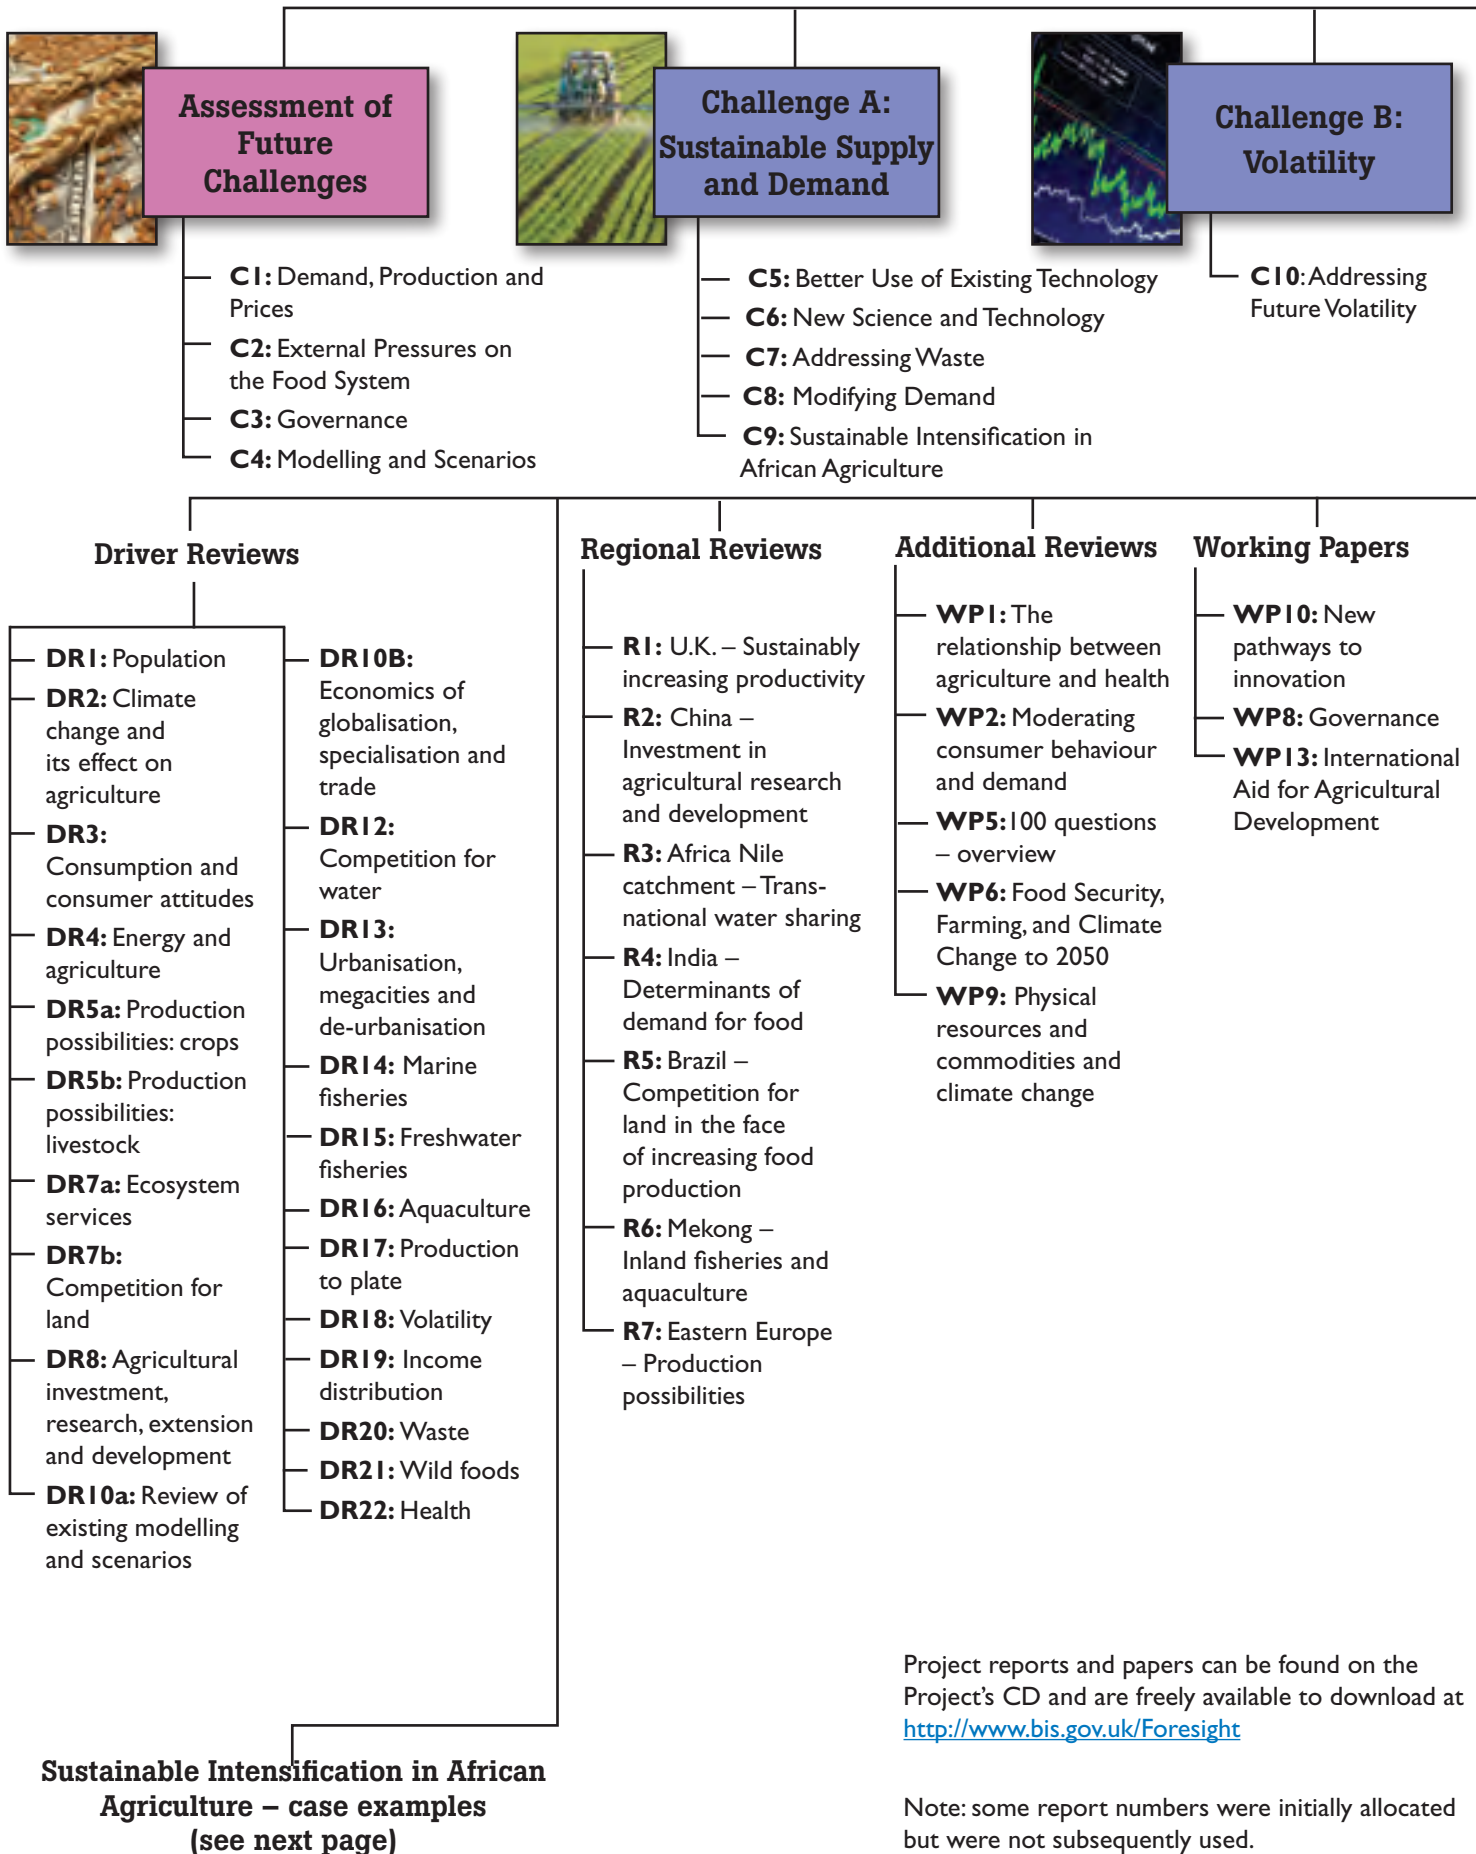 Assessment of
Future
Challenges
C1: Demand, Production and
Prices
C2: External Pressures on
the Food System
C3: Governance
C4: Modelling and Scenarios
Challenge A:
Sustainable Supply
and Demand
C5: Better Use of Existing Technology
C6: New Science and Technology
C7: Addressing Waste
C8: Modifying Demand
C9: Sustainable Intensification in
African Agriculture
Challenge B:
Volatility
C10: Addressing
Future Volatility
Driver Reviews
DR1: Population
DR2: Climate
change and
its effect on
agriculture
DR3:
Consumption and
consumer attitudes
DR4: Energy and
agriculture
DR5a: Production
possibilities: crops
DR5b: Production
possibilities:
livestock
DR7a: Ecosystem
services
DR7b:
Competition for
land
DR8: Agricultural
investment,
research, extension
and development
DR10a: Review of
existing modelling
and scenarios
DR10B:
Economics of
globalisation,
specialisation and
trade
DR12:
Competition for
water
DR13:
Urbanisation,
megacities and
de-urbanisation
DR14: Marine
fisheries
DR15: Freshwater
fisheries
DR16: Aquaculture
DR17: Production
to plate
DR18: Volatility
DR19: Income
distribution
DR20: Waste
DR21: Wild foods
DR22: Health
Regional Reviews
R1: U.K. – Sustainably
increasing productivity
R2: China –
Investment in
agricultural research
and development
R3: Africa Nile
catchment – Trans-
national water sharing
R4: India –
Determinants of
demand for food
R5: Brazil –
Competition for
land in the face
of increasing food
production
R6: Mekong –
Inland fisheries and
aquaculture
R7: Eastern Europe
– Production
possibilities
Additional Reviews
WP1: The
relationship between
agriculture and health
WP2: Moderating
consumer behaviour
and demand
WP5: 100 questions
– overview
WP6: Food Security,
Farming, and Climate
Change to 2050
WP9: Physical
resources and
commodities and
climate change
Working Papers
WP10: New
pathways to
innovation
WP8: Governance
WP13: International
Aid for Agricultural
Development
Sustainable Intensification in African
Agriculture – case examples
(see next page)
Project reports and papers can be found on the
Project's CD and are freely available to download at
http://www.bis.gov.uk/Foresight
Note: some report numbers were initially allocated
but were not subsequently used.